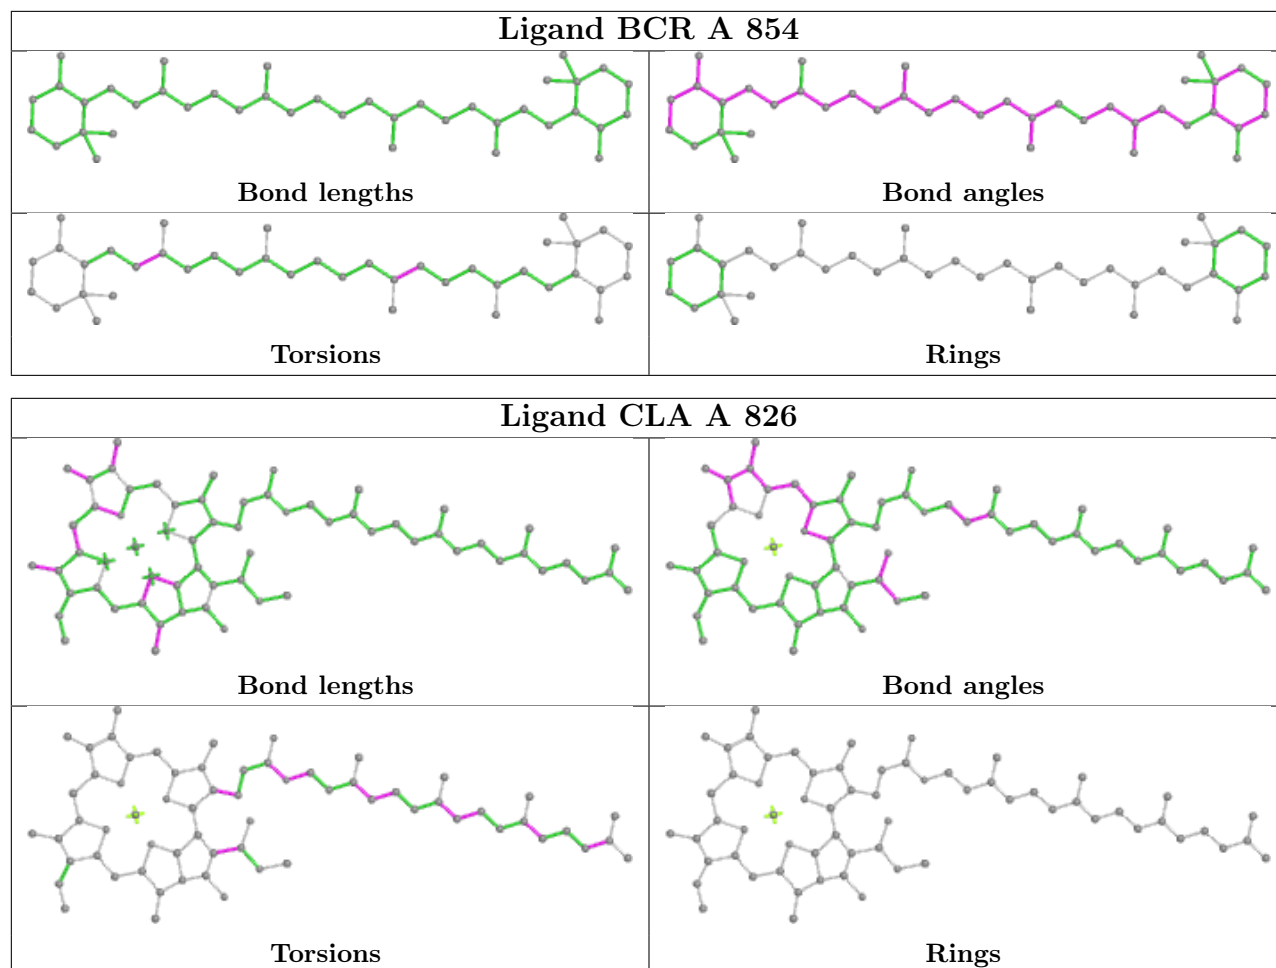 Ligand BCR A 854
Bond lengths
Bond angles
Torsions
Rings
Ligand CLA A 826
Bond lengths
Bond angles
Torsions
Rings